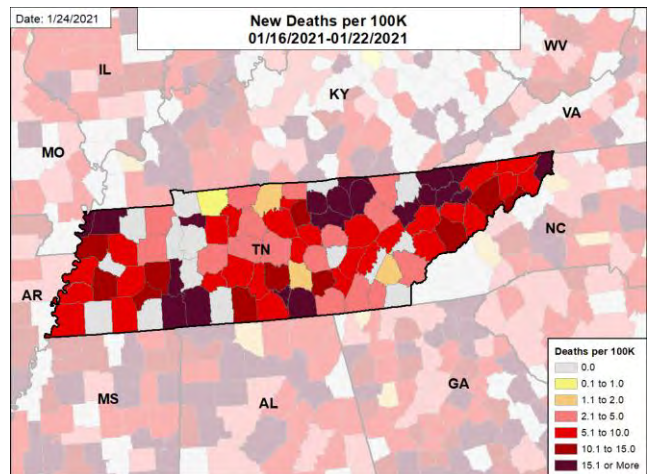 Date: 1/24/2021
New Deaths per 100K
01/16/2021-01/22/2021
WV
IL
KY
VA
MO
TN
NC
AR
MS
AL
GA
Deaths per 100K
0.0
0.1 to 1.0
1.1 to 2.0
2.1 to 5.0
5.1 to 10.0
10.1 to 15.0
15.1 or More